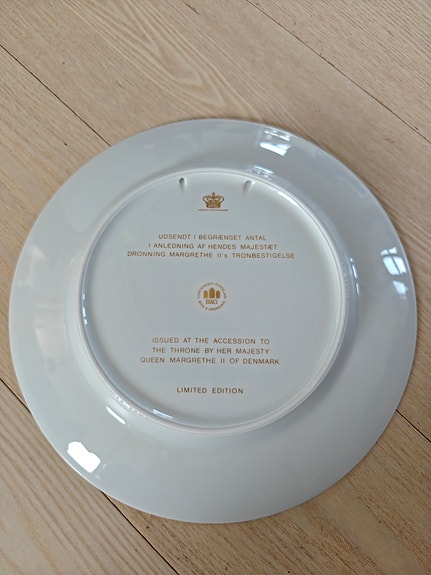 UDSENDT I BEGRÆNSET ANTAL
I ANLEDNING AF HENDES MAJESTÆT
DRONNING MARGRETHE II s TRONBESTIGELSE
B&G
ISSUED AT THE ACCESSION TO
THE THRONE BY HER MAJESTY
QUEEN MARGRETHE II OF DENMARK
LIMITED EDITION